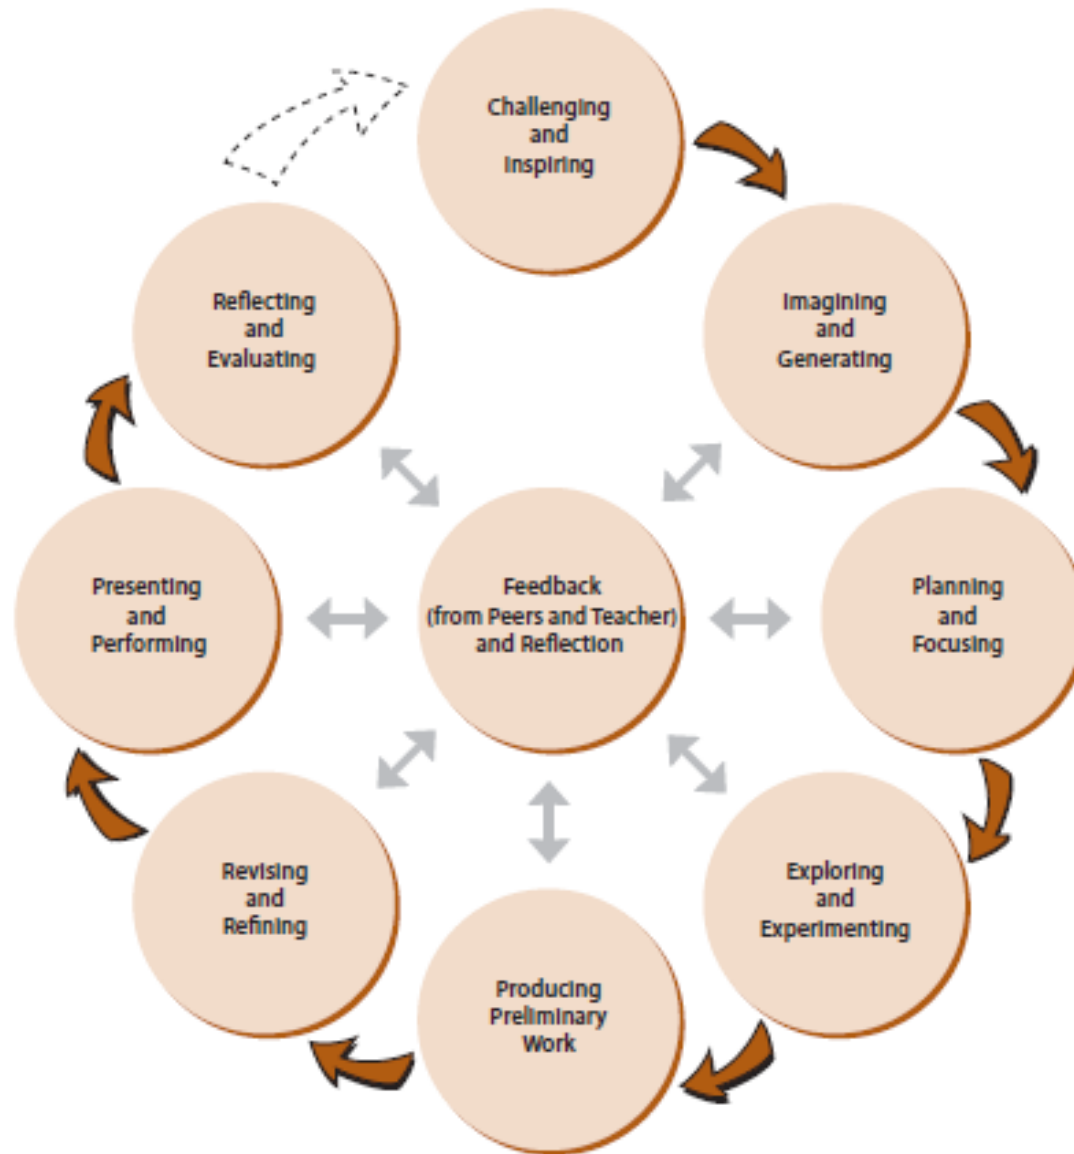 Challenging
and
Inspiring
Imagining
and
Generating
Planning
and
Focusing
Exploring
and
Experimenting
Producing
Preliminary
Work
Revising
and
Refining
Presenting
and
Performing
Reflecting
and
Evaluating
Feedback
(from Peers and Teacher)
and Reflection